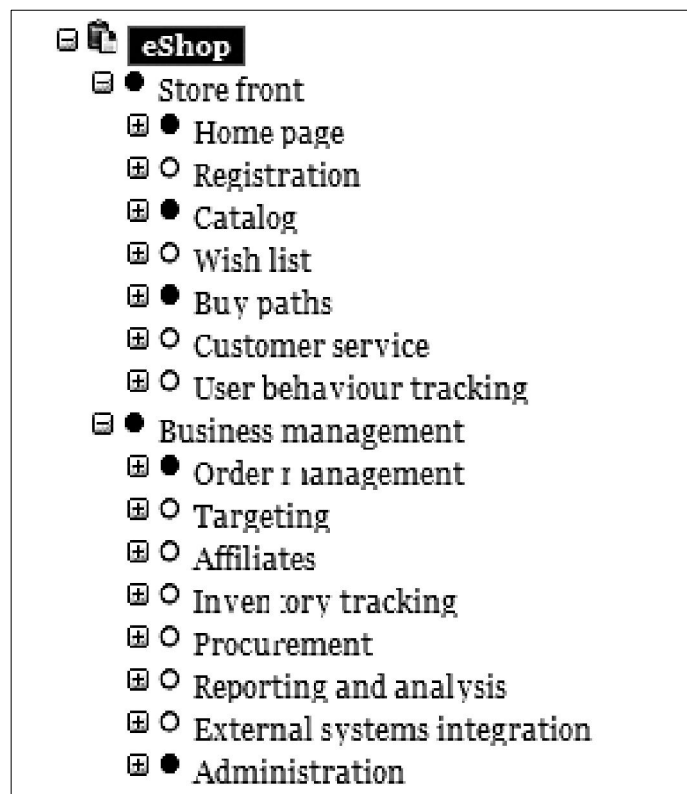 eShop
Store front
Home page
Registration
Catalog
Wish list
Buy paths
Customer service
User behaviour tracking
Business management
Order management
Targeting
Affiliates
Inventory tracking
Procurement
Reporting and analysis
External systems integration
Administration